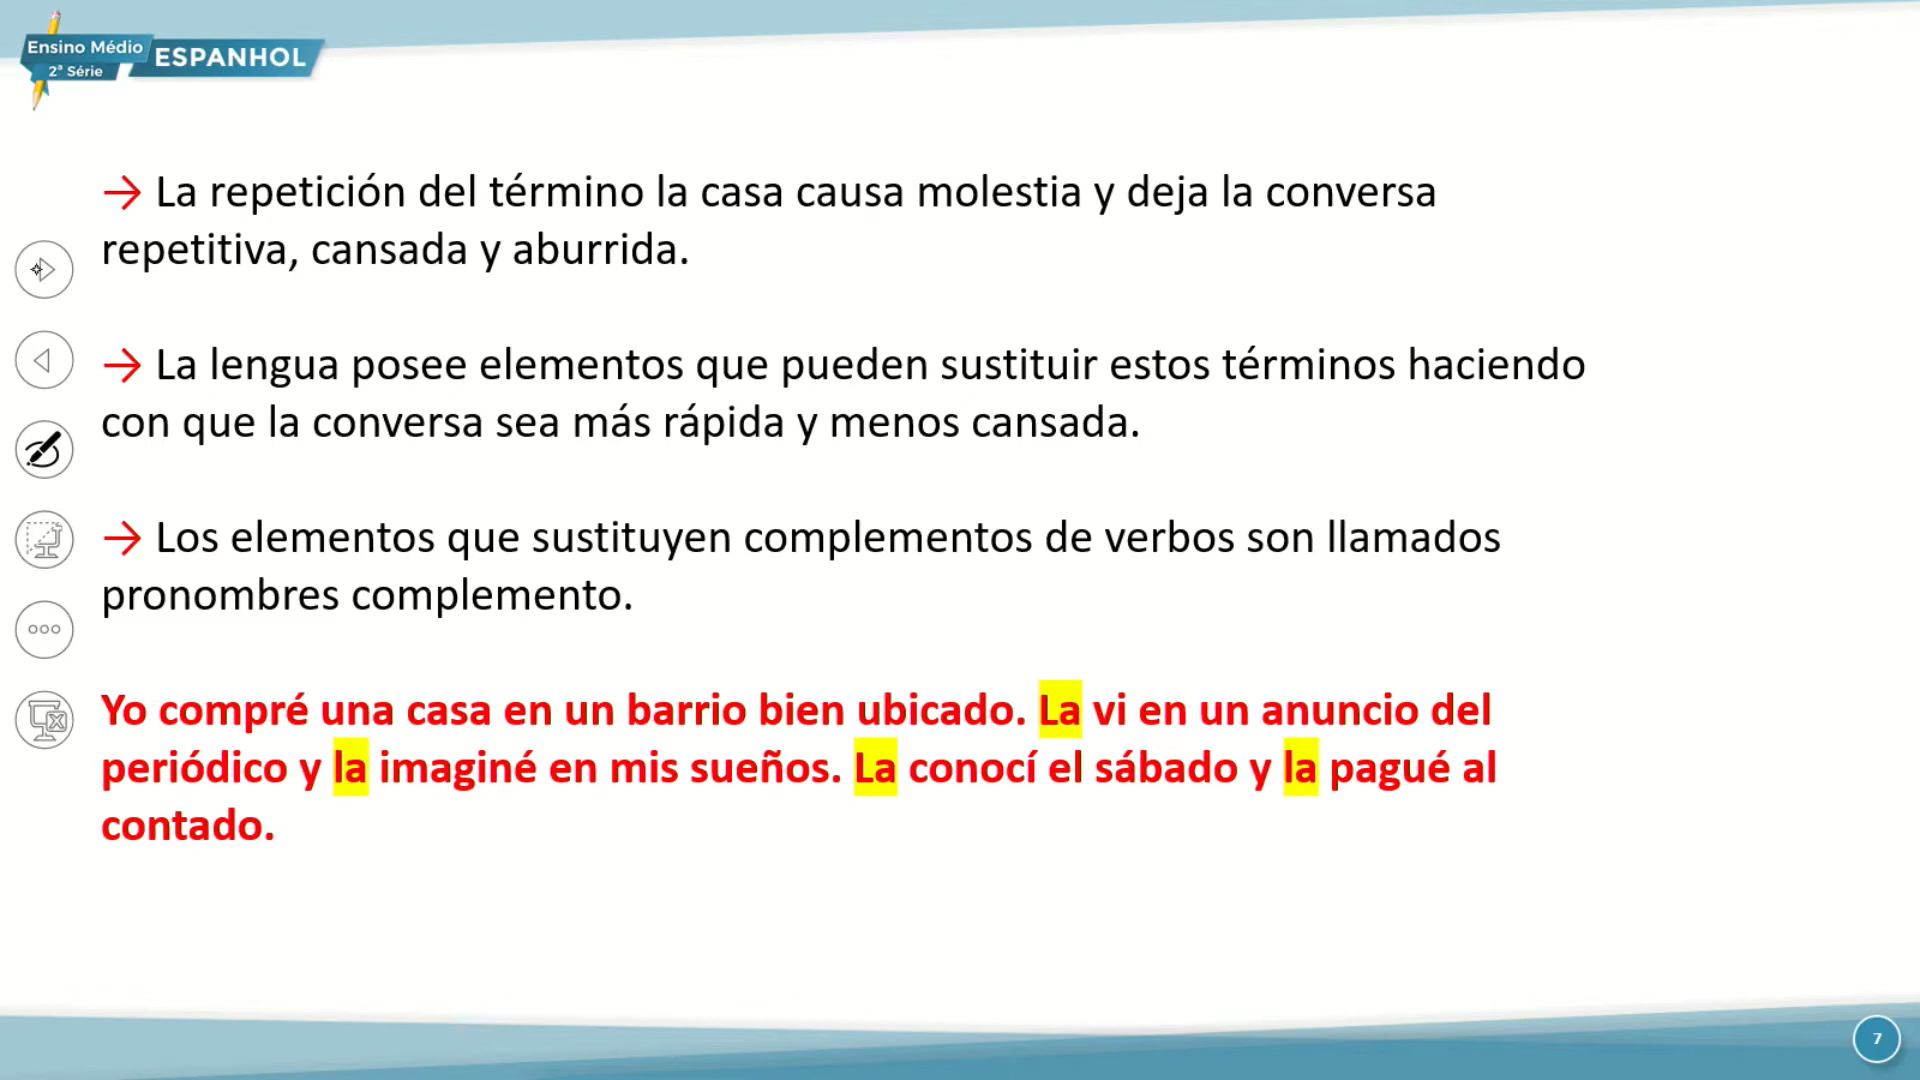 Ensino Médio
2ª Série
ESPANHOL
→ La repetición del término la casa causa molestia y deja la conversa
repetitiva, cansada y aburrida.
→ La lengua posee elementos que pueden sustituir estos términos haciendo
con que la conversa sea más rápida y menos cansada.
→ Los elementos que sustituyen complementos de verbos son llamados
pronombres complemento.
Yo compré una casa en un barrio bien ubicado. La vi en un anuncio del
periódico y la imaginé en mis sueños. La conocí el sábado y la pagué al
contado.
7